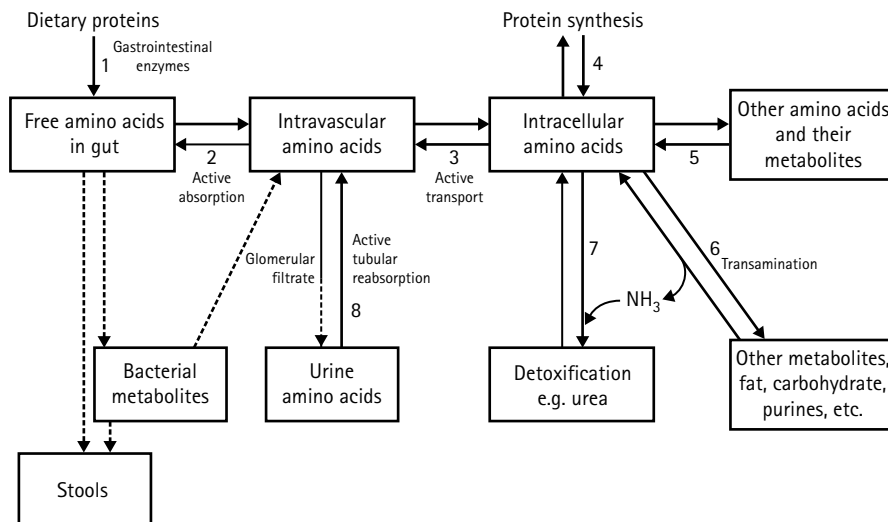 Dietary proteins
1
Gastrointestinal
enzymes
Protein synthesis
4
Free amino acids
in gut
2
Active
absorption
Intravascular
amino acids
3
Active
transport
Intracellular
amino acids
5
Other amino acids
and their
metabolites
Glomerular
filtrate
Active
tubular
reabsorption
8
7
NH3
6
Transamination
Bacterial
metabolites
Urine
amino acids
Detoxification
e.g. urea
Other metabolites,
fat, carbohydrate,
purines, etc.
Stools